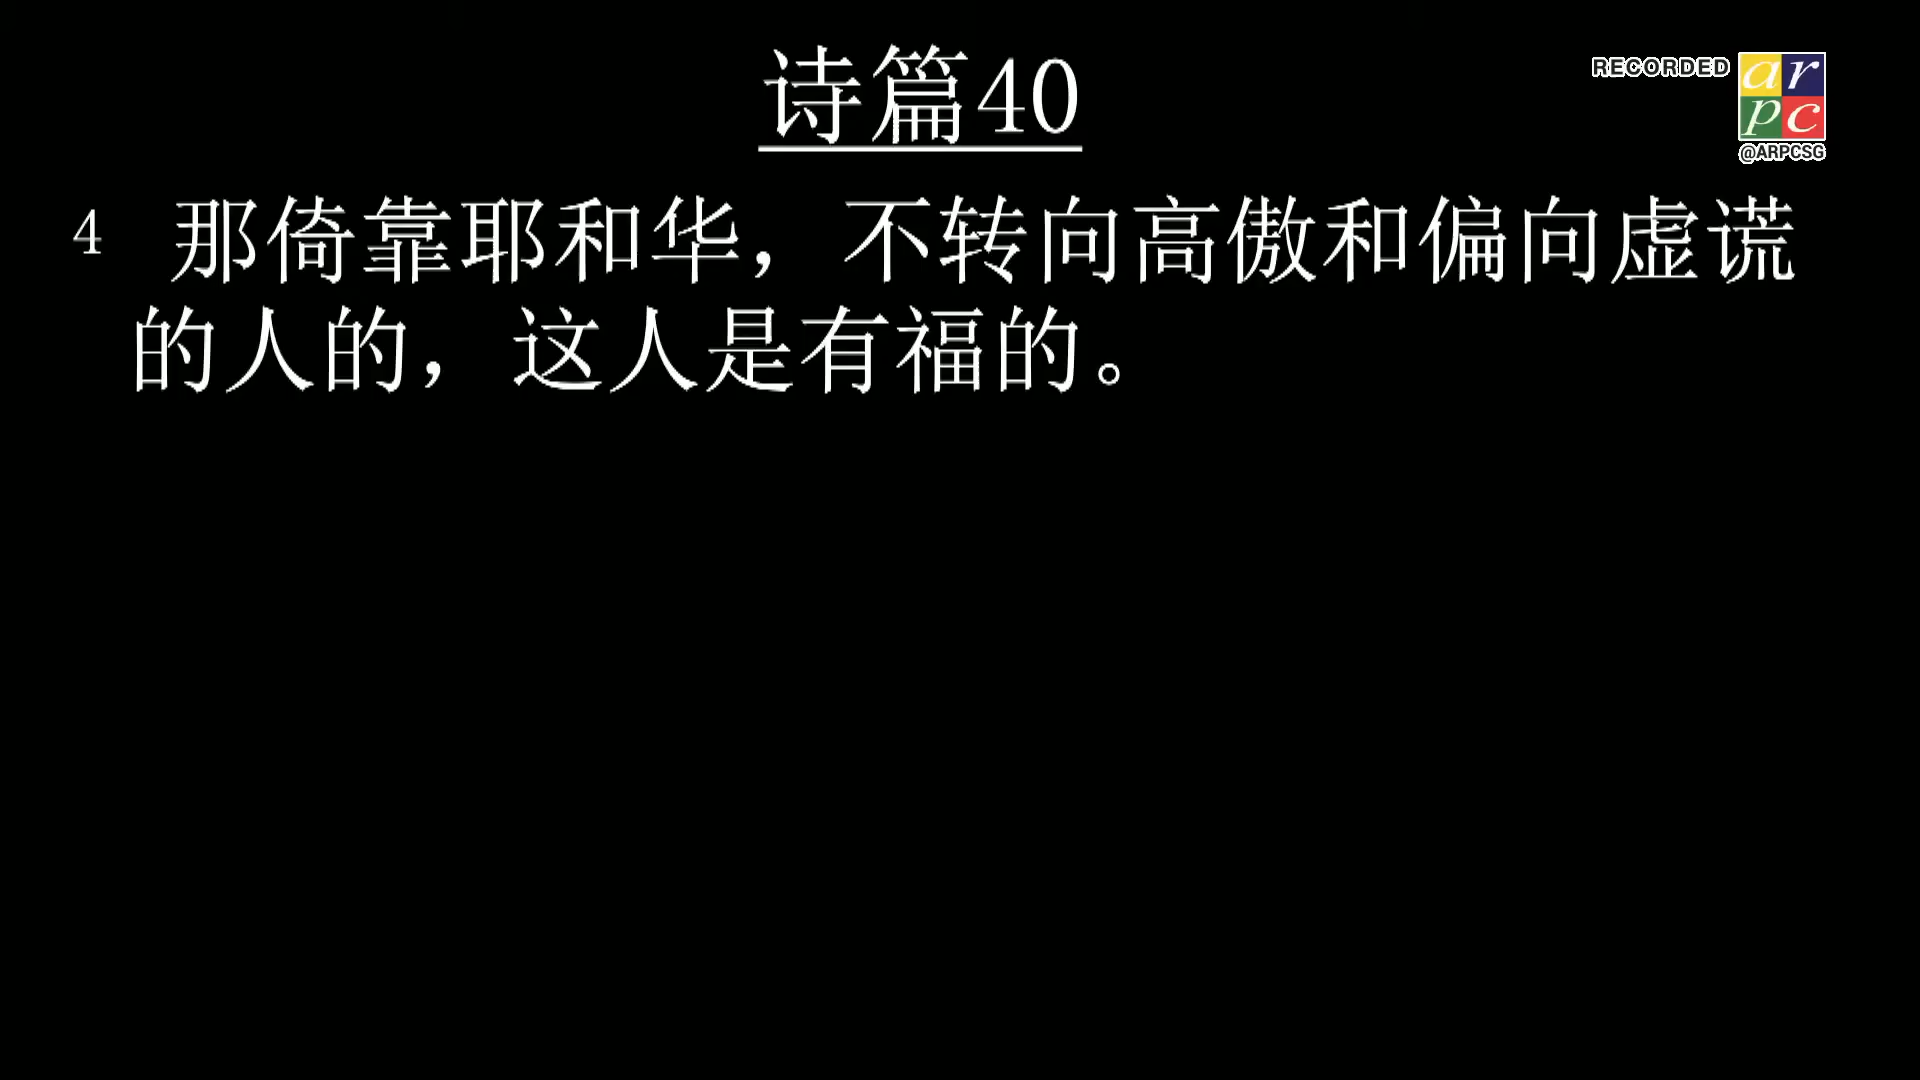 诗篇40
RECORDED
ar
pc
@ARPCSG
4 那倚靠耶和华，不转向高傲和偏向虚谎
的人的，这人是有福的。